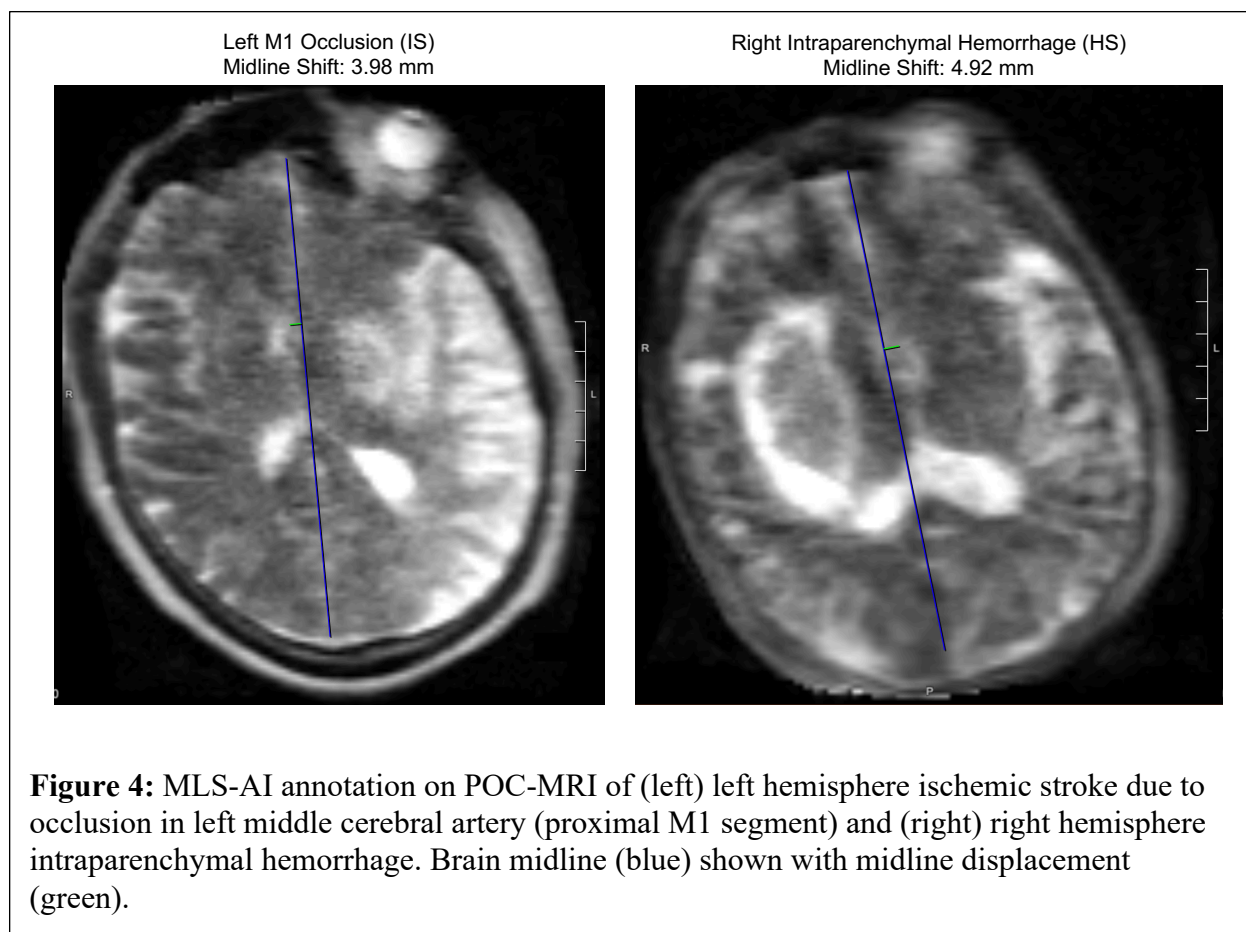 Left M1 Occlusion (IS)
Midline Shift: 3.98 mm
Right Intraparenchymal Hemorrhage (HS)
Midline Shift: 4.92 mm
R
L
R
L
P
Figure 4: MLS-AI annotation on POC-MRI of (left) left hemisphere ischemic stroke due to
occlusion in left middle cerebral artery (proximal M1 segment) and (right) right hemisphere
intraparenchymal hemorrhage. Brain midline (blue) shown with midline displacement
(green).